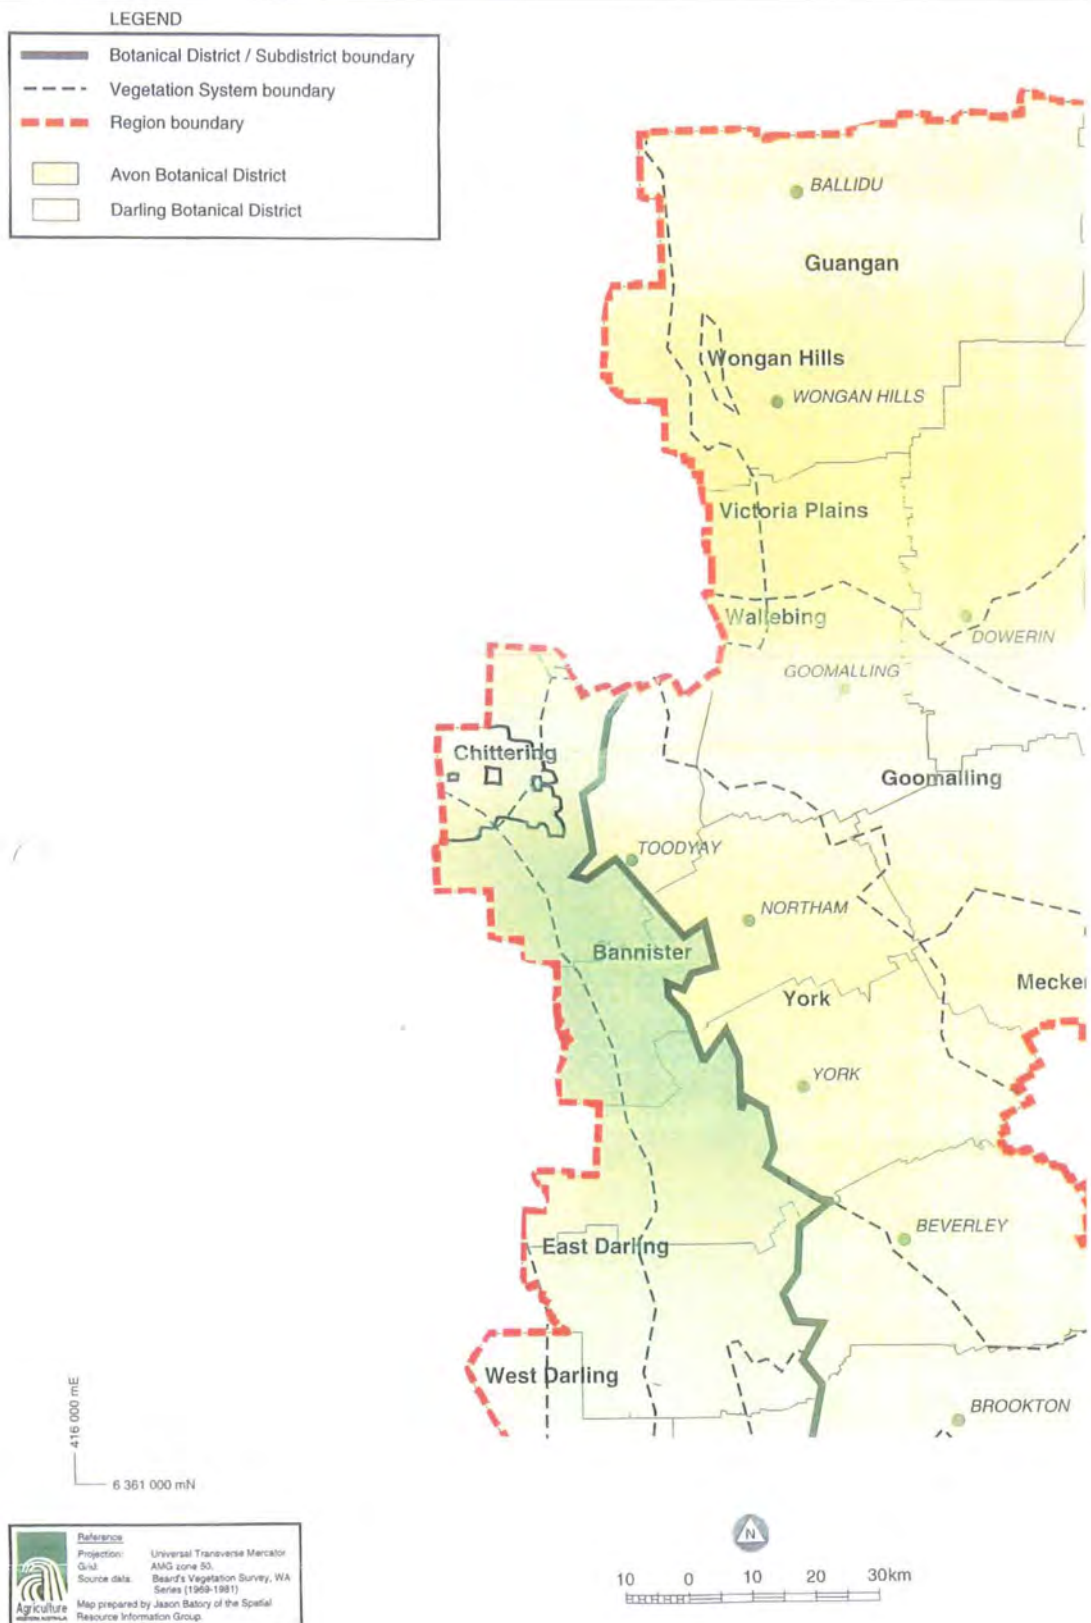 LEGEND
Botanical District / Subdistrict boundary
Vegetation System boundary
Region boundary
Avon Botanical District
Darling Botanical District
BALLIDU
Guangan
Wongan Hills
WONGAN HILLS
Victoria Plains
Wallebing
DOWERIN
GOOMALLING
Chittering
Goomalling
TOODYAY
NORTHAM
Bannister
Mecker
York
YORK
BEVERLEY
East Darling
West Darling
BROOKTON
416 000 mE
6 361 000 mN
Reference
Projection: Universal Transverse Mercator
Grid: AMG zone 50.
Source data: Beard's Vegetation Survey, WA
Series (1969-1981)
Map prepared by Jason Batory of the Spatial
Resource Information Group.
Agriculture
WESTERN AUSTRALIA
N
10 0 10 20 30km